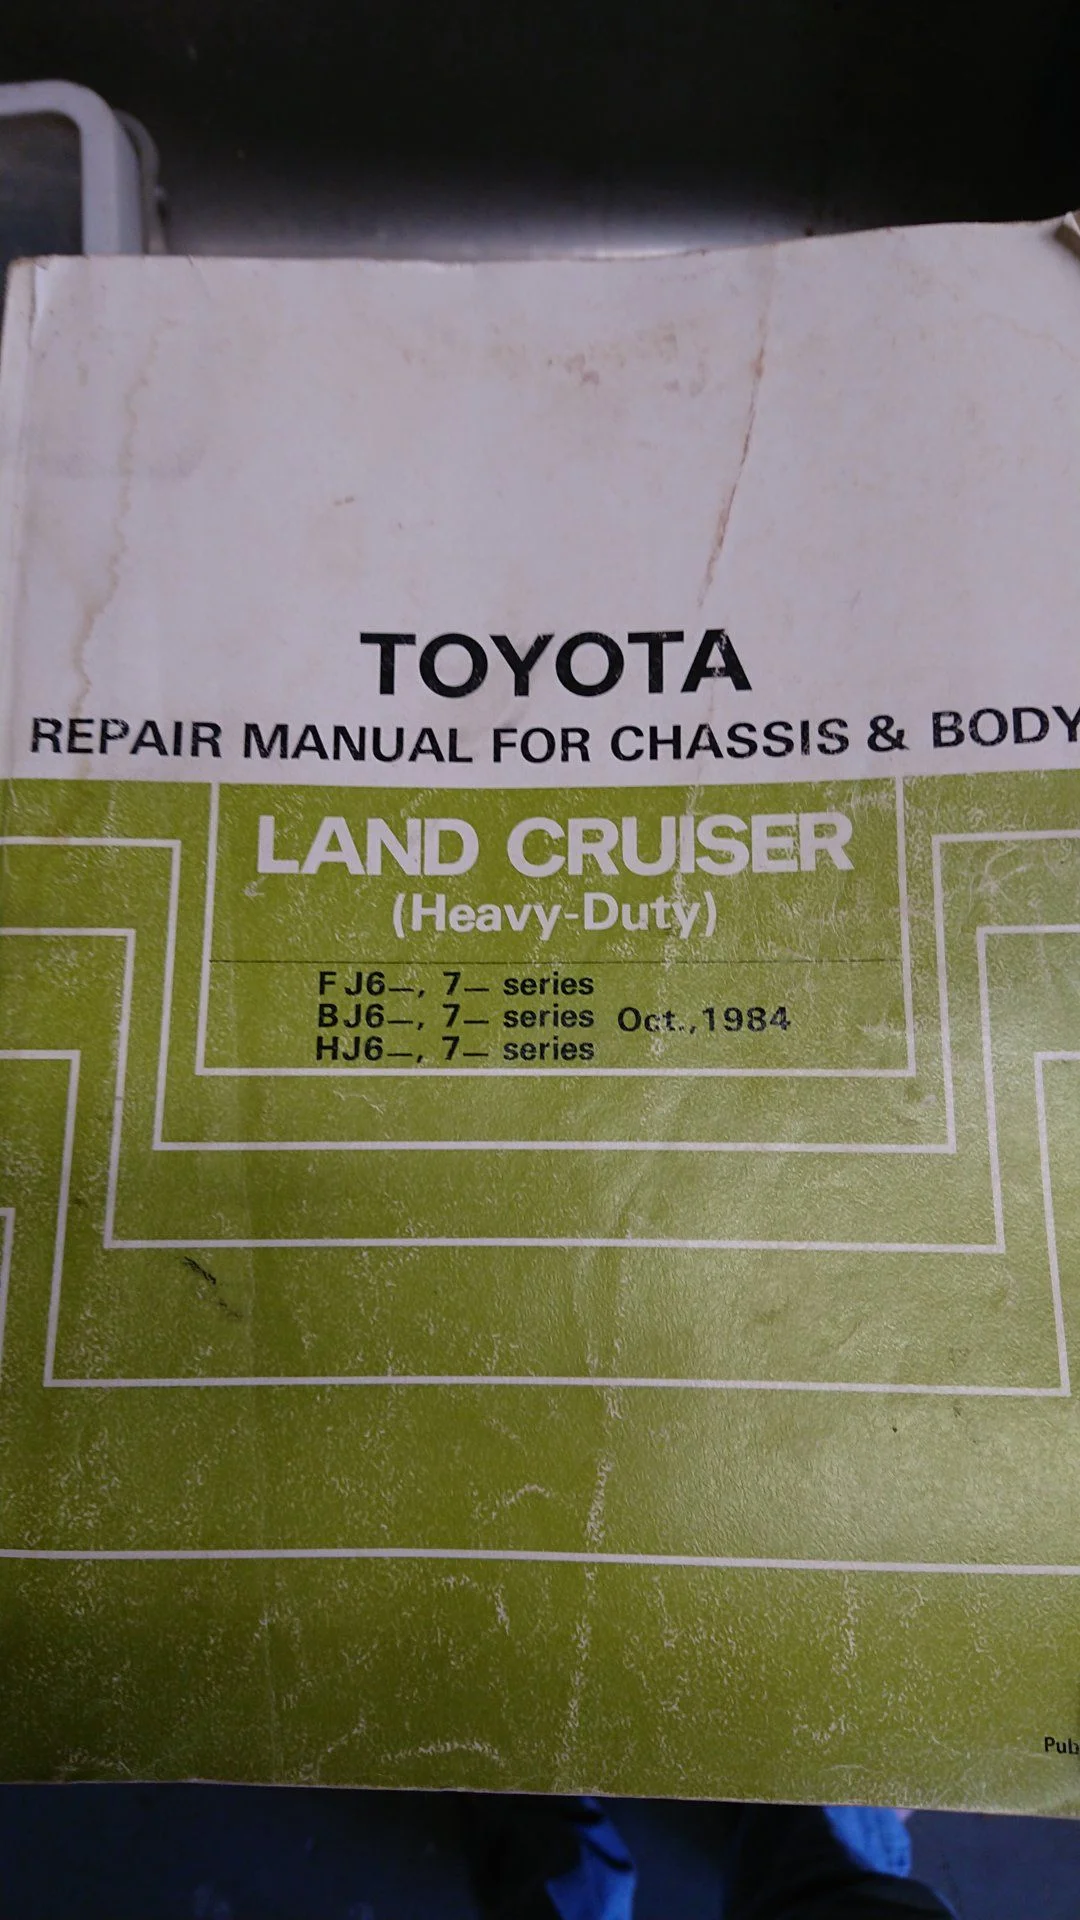 TOYOTA
REPAIR MANUAL FOR CHASSIS & BODY
LAND CRUISER
(Heavy-Duty)
FJ6—, 7— series
BJ6—, 7— series Oct.,1984
HJ6—, 7— series
Pub